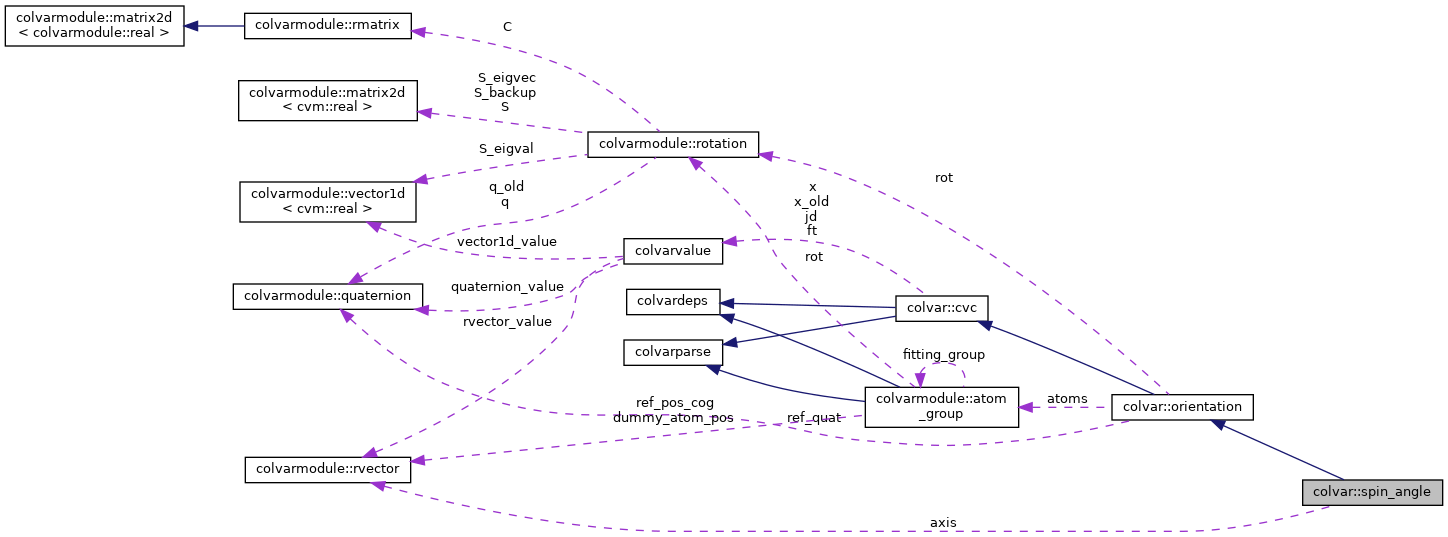 colvarmodule::matrix2d
< colvarmodule::real >
colvarmodule::rmatrix
C
colvarmodule::matrix2d
< cvm::real >
S_eigvec
S_backup
S
colvarmodule::rotation
S_eigval
colvarmodule::vector1d
< cvm::real >
q_old
q
x
x_old
jd
ft
rot
rot
vector1d_value
colvarvalue
colvarmodule::quaternion
quaternion_value
rvector_value
colvardeps
colvar::cvc
colvarparse
fitting_group
colvarmodule::atom
_group
atoms
colvar::orientation
ref_pos_cog
dummy_atom_pos
ref_quat
colvarmodule::rvector
colvar::spin_angle
axis